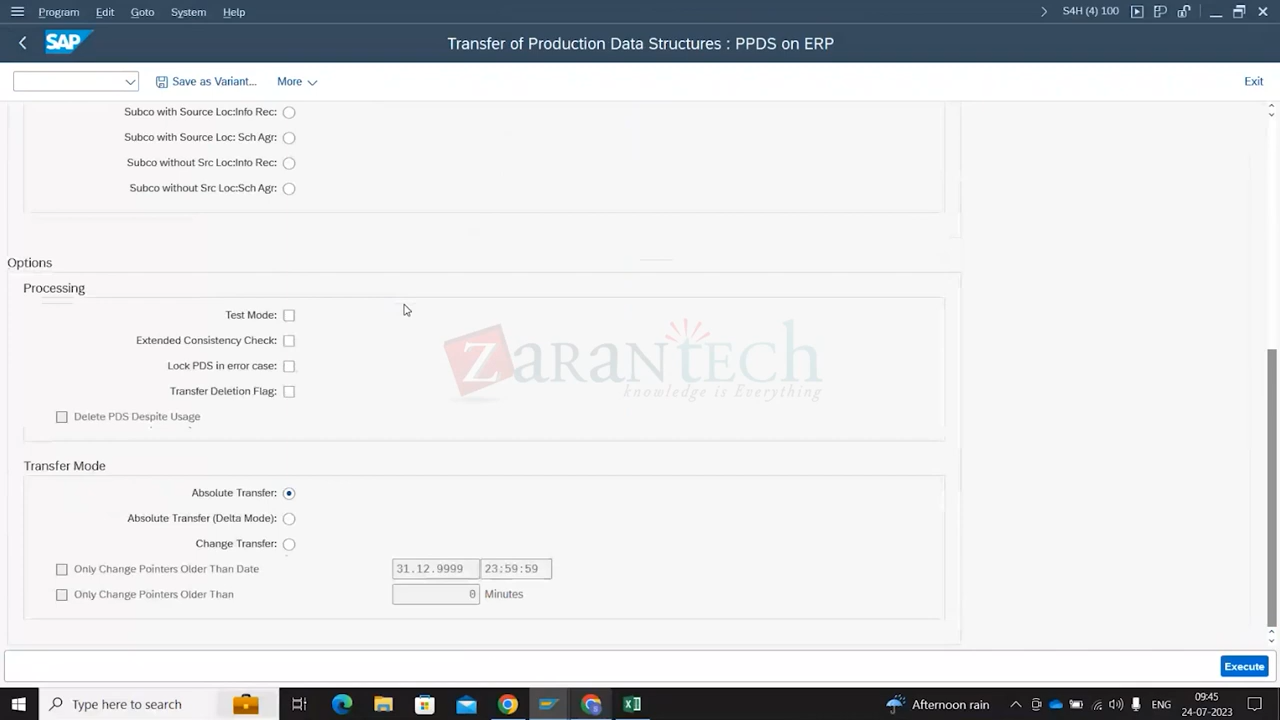 Program Edit Goto System Help S4H (4) 100
SAP Transfer of Production Data Structures : PPDS on ERP
Save as Variant... More Exit
Subco with Source Loc:Info Rec:
Subco with Source Loc: Sch Agr:
Subco without Src Loc:Info Rec:
Subco without Src Loc:Sch Agr:
Options
Processing
Test Mode:
Extended Consistency Check:
Lock PDS in error case:
Transfer Deletion Flag:
Delete PDS Despite Usage
ZaranTech
knowledge is Everything
Transfer Mode
Absolute Transfer:
Absolute Transfer (Delta Mode):
Change Transfer:
Only Change Pointers Older Than Date 31.12.9999 23:59:59
Only Change Pointers Older Than 0 Minutes
Execute
Type here to search Afternoon rain ENG 09:45
24-07-2023